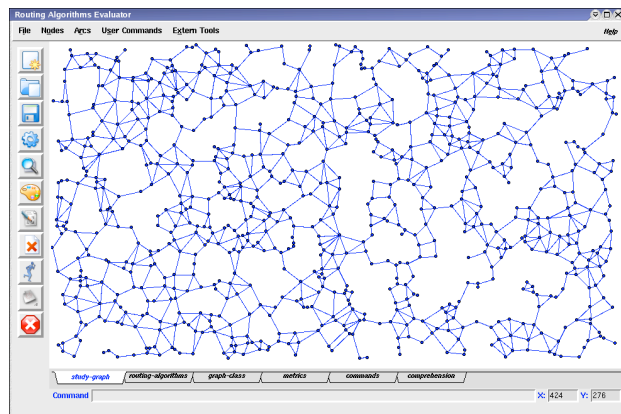 Routing Algorithms Evaluator
File Nodes Arcs User Commands Extern Tools Help
study-graph routing-algorithms graph-class metrics commands comprehension
Command X: 424 Y: 276